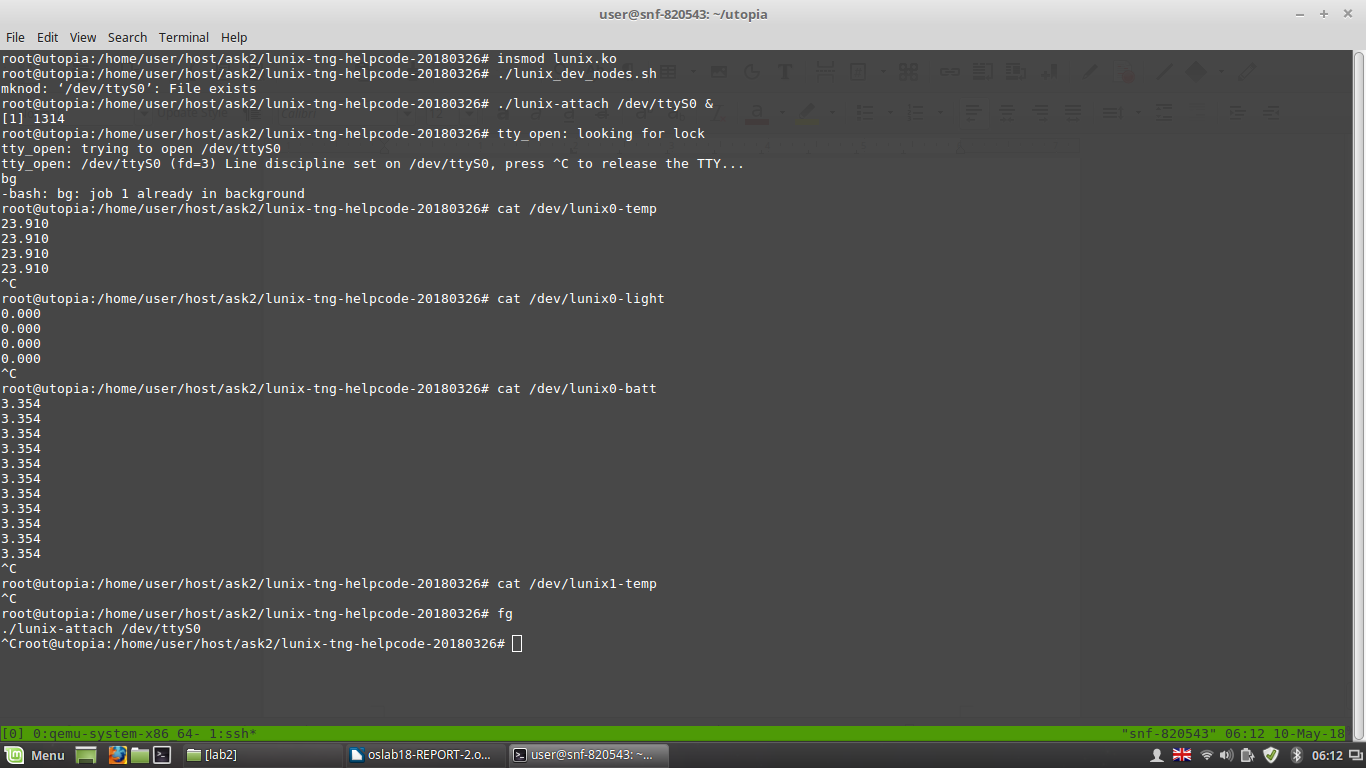 user@snf-820543: ~/utopia
File Edit View Search Terminal Help
root@utopia:/home/user/host/ask2/lunix-tng-helpcode-20180326# insmod lunix.ko
root@utopia:/home/user/host/ask2/lunix-tng-helpcode-20180326# ./lunix_dev_nodes.sh
mknod: ‘/dev/ttyS0’: File exists
root@utopia:/home/user/host/ask2/lunix-tng-helpcode-20180326# ./lunix-attach /dev/ttyS0 &
[1] 1314
root@utopia:/home/user/host/ask2/lunix-tng-helpcode-20180326# tty_open: looking for lock
tty_open: trying to open /dev/ttyS0
tty_open: /dev/ttyS0 (fd=3) Line discipline set on /dev/ttyS0, press ^C to release the TTY...
bg
-bash: bg: job 1 already in background
root@utopia:/home/user/host/ask2/lunix-tng-helpcode-20180326# cat /dev/lunix0-temp
23.910
23.910
23.910
23.910
^C
root@utopia:/home/user/host/ask2/lunix-tng-helpcode-20180326# cat /dev/lunix0-light
0.000
0.000
0.000
0.000
^C
root@utopia:/home/user/host/ask2/lunix-tng-helpcode-20180326# cat /dev/lunix0-batt
3.354
3.354
3.354
3.354
3.354
3.354
3.354
3.354
3.354
3.354
3.354
^C
root@utopia:/home/user/host/ask2/lunix-tng-helpcode-20180326# cat /dev/lunix1-temp
^C
root@utopia:/home/user/host/ask2/lunix-tng-helpcode-20180326# fg
./lunix-attach /dev/ttyS0
^Croot@utopia:/home/user/host/ask2/lunix-tng-helpcode-20180326#
[0] 0:qemu-system-x86_64- 1:ssh* "snf-820543" 06:12 10-May-18
Menu [lab2] oslab18-REPORT-2.o... user@snf-820543: ~... 06:12